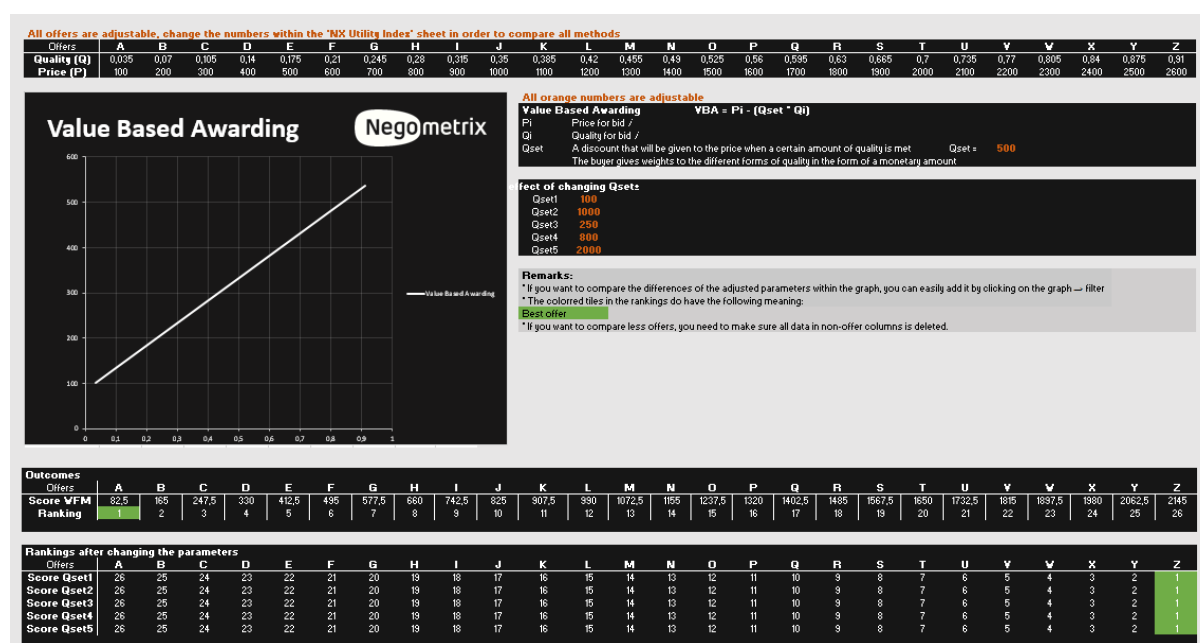 All offers are adjustable, change the numbers within the 'NX Utility Index' sheet in order to compare all methods
Offers A B C D E F G H I J K L M N O P Q R S T U V W X Y Z
Quality (Q) 0,035 0,07 0,105 0,14 0,175 0,21 0,245 0,28 0,315 0,35 0,385 0,42 0,455 0,49 0,525 0,56 0,595 0,63 0,665 0,7 0,735 0,77 0,805 0,84 0,875 0,91
Price (P) 100 200 300 400 500 600 700 800 900 1000 1100 1200 1300 1400 1500 1600 1700 1800 1900 2000 2100 2200 2300 2400 2500 2600
Value Based Awarding
Negometrix
600
500
400
300
200
100
0
0 0,1 0,2 0,3 0,4 0,5 0,6 0,7 0,8 0,9 1
Value Based Awarding
All orange numbers are adjustable
Value Based Awarding VBA = Pi - (Qset * Qi)
Pi Price for bid i
Qi Quality for bid i
Qset A discount that will be given to the price when a certain amount of quality is met Qset = 500
The buyer gives weights to the different forms of quality in the form of a monetary amount
effect of changing Qset:
Qset1 100
Qset2 1000
Qset3 250
Qset4 800
Qset5 2000
Remarks:
* If you want to compare the differences of the adjusted parameters within the graph, you can easily add it by clicking on the graph → filter
* The colorred tiles in the rankings do have the following meaning:
Best offer
* If you want to compare less offers, you need to make sure all data in non-offer columns is deleted.
Outcomes
Offers A B C D E F G H I J K L M N O P Q R S T U V W X Y Z
Score VFM 82,5 165 247,5 330 412,5 495 577,5 660 742,5 825 907,5 990 1072,5 1155 1237,5 1320 1402,5 1485 1567,5 1650 1732,5 1815 1897,5 1980 2062,5 2145
Ranking 1 2 3 4 5 6 7 8 9 10 11 12 13 14 15 16 17 18 19 20 21 22 23 24 25 26
Rankings after changing the parameters
Offers A B C D E F G H I J K L M N O P Q R S T U V W X Y Z
Score Qset1 26 25 24 23 22 21 20 19 18 17 16 15 14 13 12 11 10 9 8 7 6 5 4 3 2 1
Score Qset2 26 25 24 23 22 21 20 19 18 17 16 15 14 13 12 11 10 9 8 7 6 5 4 3 2 1
Score Qset3 26 25 24 23 22 21 20 19 18 17 16 15 14 13 12 11 10 9 8 7 6 5 4 3 2 1
Score Qset4 26 25 24 23 22 21 20 19 18 17 16 15 14 13 12 11 10 9 8 7 6 5 4 3 2 1
Score Qset5 26 25 24 23 22 21 20 19 18 17 16 15 14 13 12 11 10 9 8 7 6 5 4 3 2 1